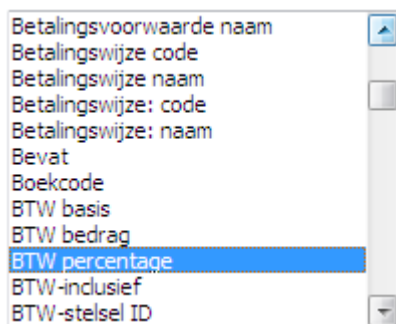 Betalingsvoorwaarde naam
Betalingswijze code
Betalingswijze naam
Betalingswijze: code
Betalingswijze: naam
Bevat
Boekcode
BTW basis
BTW bedrag
BTW percentage
BTW-inclusief
BTW-stelsel ID